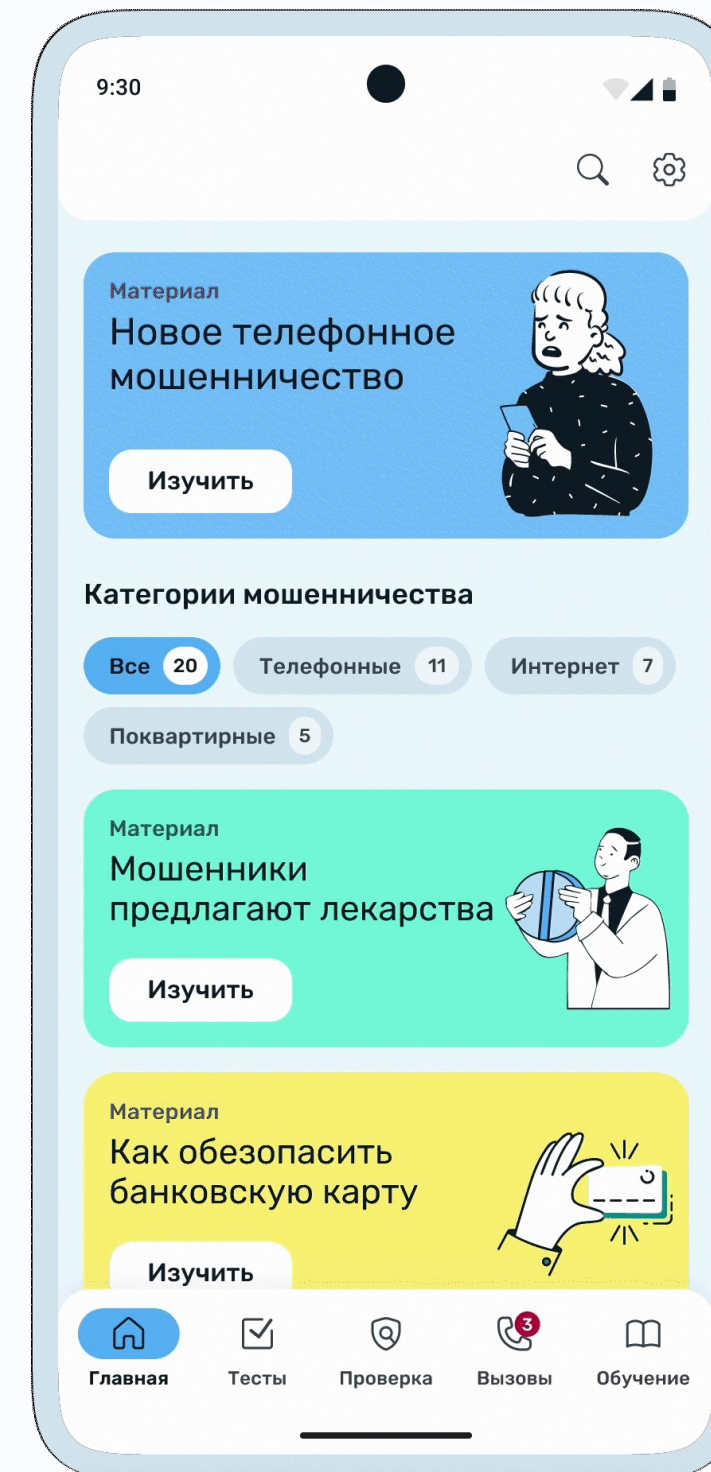 9:30
Материал
Новое телефонное
мошенничество
Изучить
Категории мошенничества
Все 20 Телефонные 11 Интернет 7
Поквартирные 5
Материал
Мошенники
предлагают лекарства
Изучить
Материал
Как обезопасить
банковскую карту
Изучить
3
Главная Тесты Проверка Вызовы Обучение